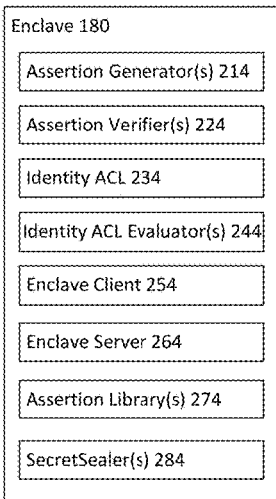 Enclave 180
Assertion Generator(s) 214
Assertion Verifier(s) 224
Identity ACL 234
Identity ACL Evaluator(s) 244
Enclave Client 254
Enclave Server 264
Assertion Library(s) 274
SecretSealer(s) 284